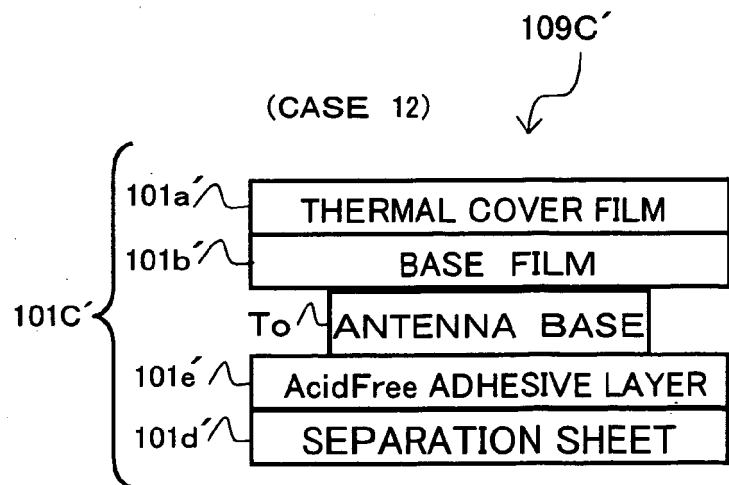 109C´
(CASE 12)
101a´ THERMAL COVER FILM
101b´ BASE FILM
101C´
To ANTENNA BASE
101e´ AcidFree ADHESIVE LAYER
101d´ SEPARATION SHEET